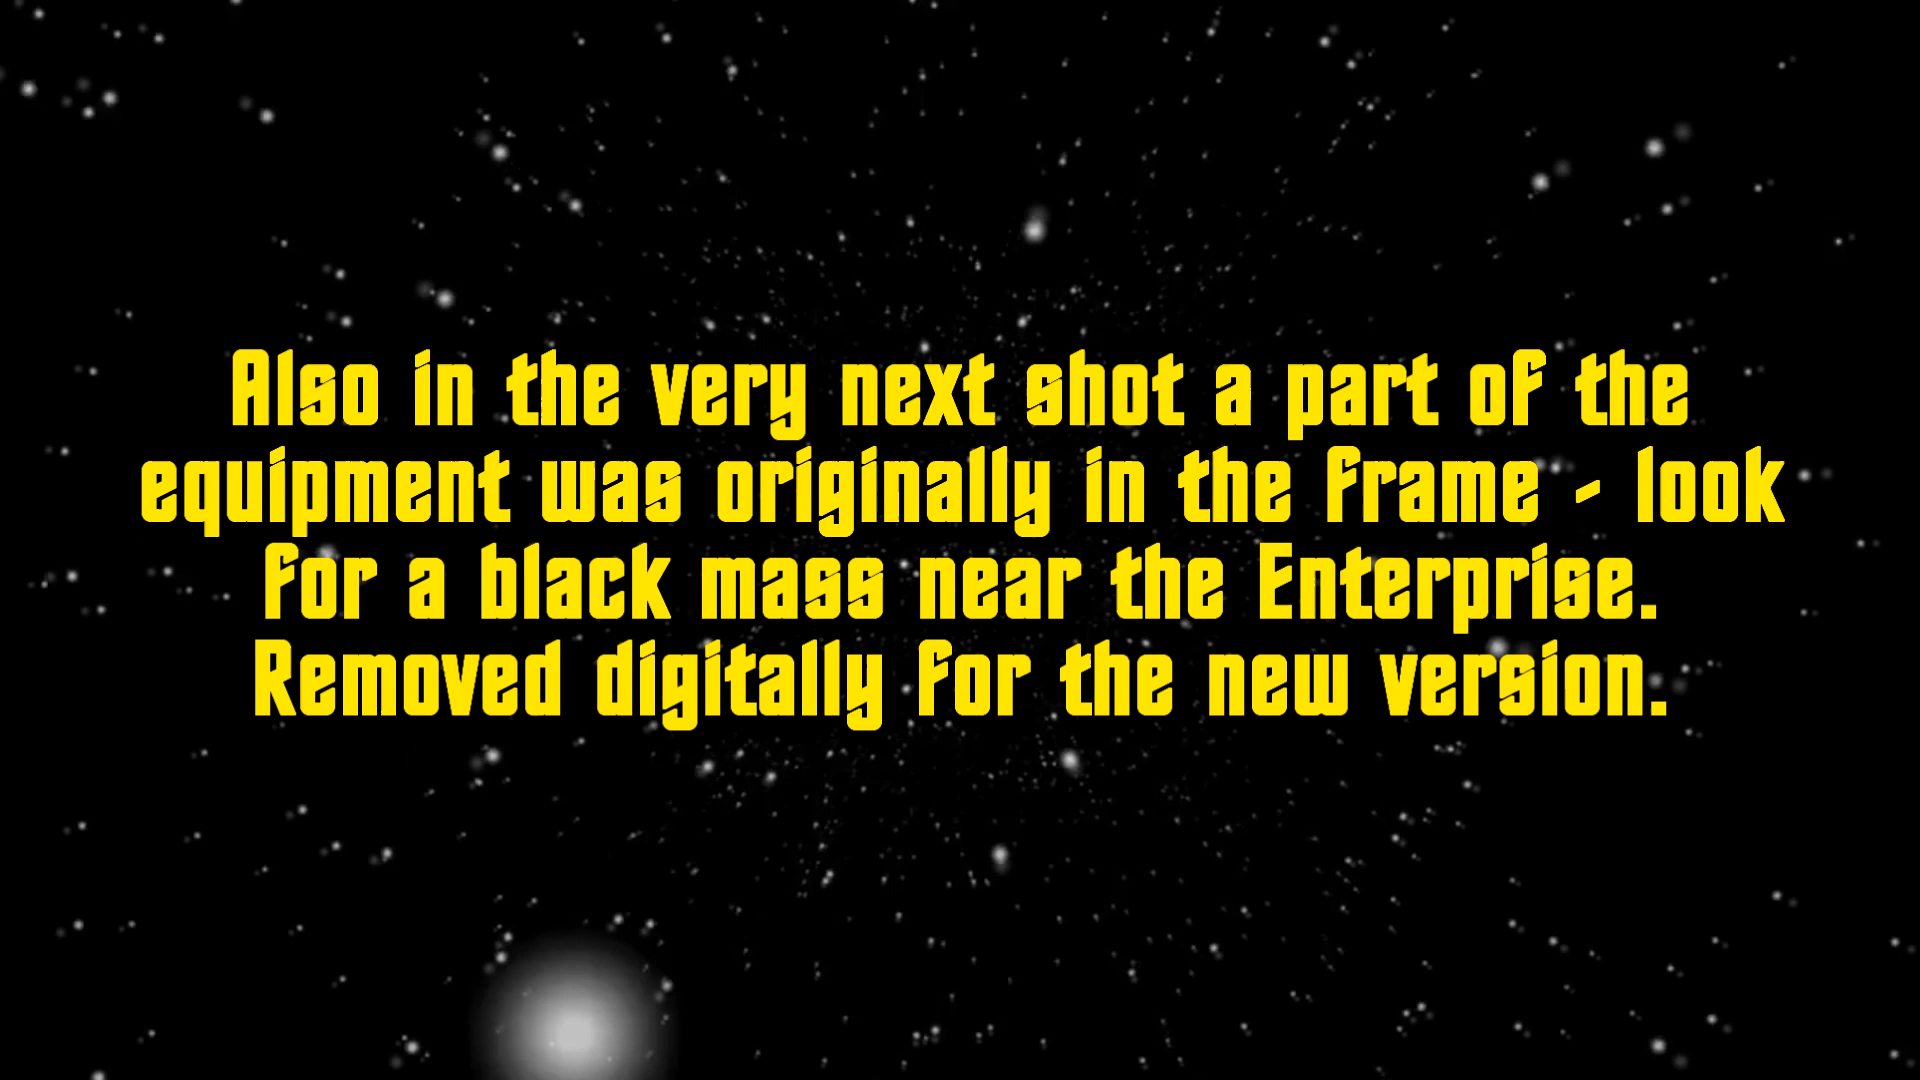 Also in the very next shot a part of the
equipment was originally in the frame - look
for a black mass near the Enterprise.
Removed digitally for the new version.